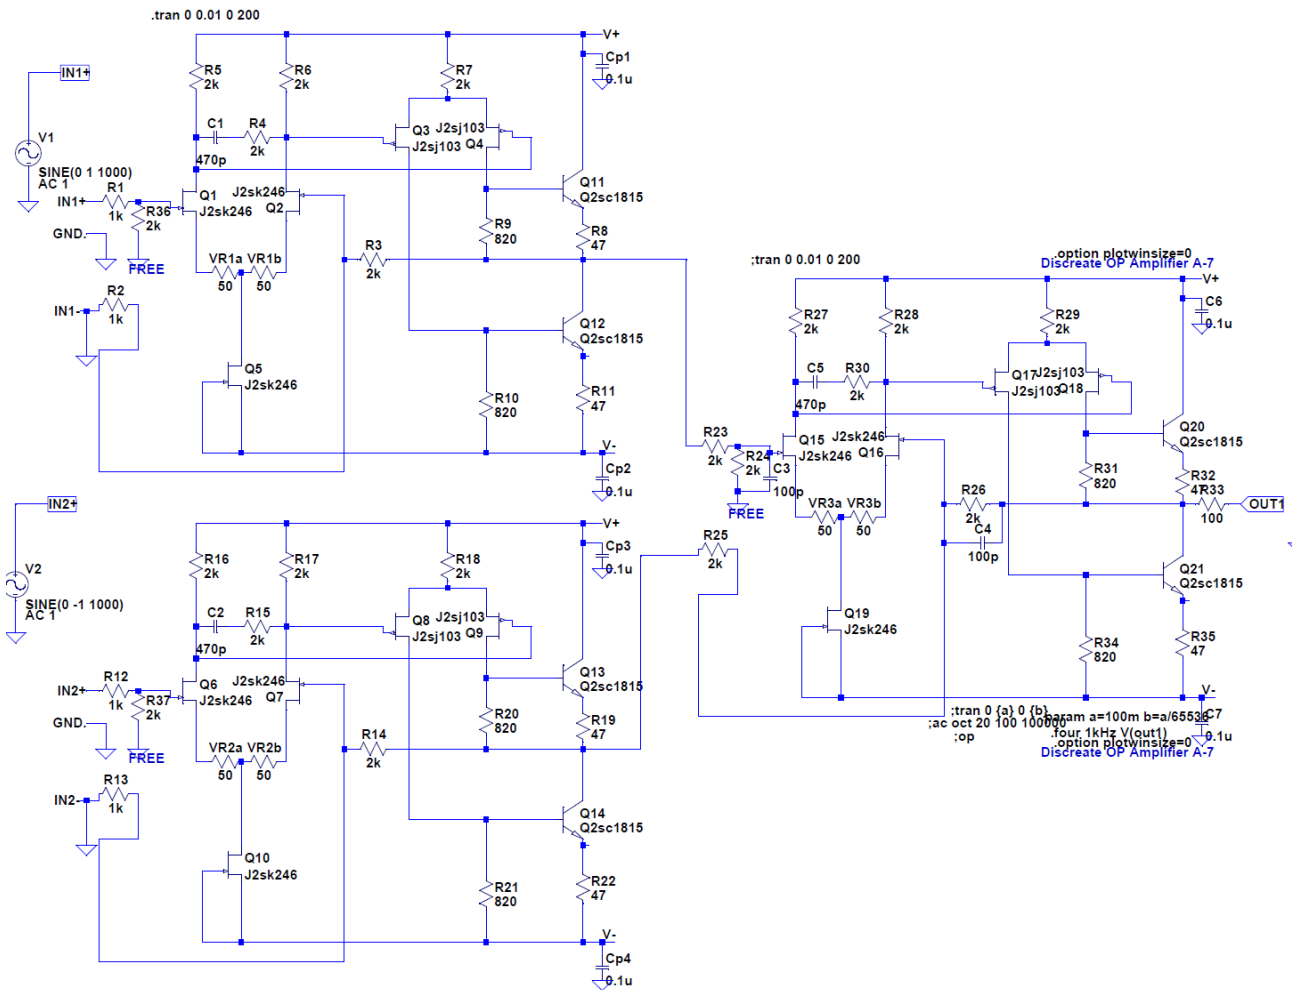 .tran 0 0.01 0 200
V+
R5
2k
R6
2k
R7
2k
Cp1
0.1u
IN1+
V1
SINE(0 1 1000)
AC 1
C1
470p
R4
2k
Q3
J2sj103
J2sj103
Q4
IN1+
R1
1k
R36
2k
GND.
FREE
Q1
J2sk246
J2sk246
Q2
Q11
Q2sc1815
R9
820
R8
47
R3
2k
VR1a
50
VR1b
50
IN1-
R2
1k
Q5
J2sk246
Q12
Q2sc1815
R10
820
R11
47
V-
Cp2
0.1u
IN2+
V2
SINE(0 -1 1000)
AC 1
V+
R16
2k
R17
2k
R18
2k
Cp3
0.1u
C2
470p
R15
2k
Q8
J2sj103
J2sj103
Q9
IN2+
R12
1k
R37
2k
GND.
FREE
Q6
J2sk246
J2sk246
Q7
Q13
Q2sc1815
R20
820
R19
47
R14
2k
VR2a
50
VR2b
50
IN2-
R13
1k
Q10
J2sk246
Q14
Q2sc1815
R21
820
R22
47
V-
Cp4
0.1u
;tran 0 0.01 0 200
.option plotwinsize=0
Discreate OP Amplifier A-7
V+
R27
2k
R28
2k
R29
2k
C6
0.1u
C5
470p
R30
2k
Q17
J2sj103
J2sj103
Q18
R23
2k
R24
2k
C3
100p
FREE
Q15
J2sk246
J2sk246
Q16
Q20
Q2sc1815
R31
820
R32
47
R33
100
OUT1
R26
2k
C4
100p
VR3a
50
VR3b
50
R25
2k
Q19
J2sk246
Q21
Q2sc1815
R34
820
R35
47
V-
C7
0.1u
;tran 0 {a} 0 {b}
.param a=100m b=a/65536
;ac oct 20 100 100000
.four 1kHz V(out1)
;op
.option plotwinsize=0
Discreate OP Amplifier A-7